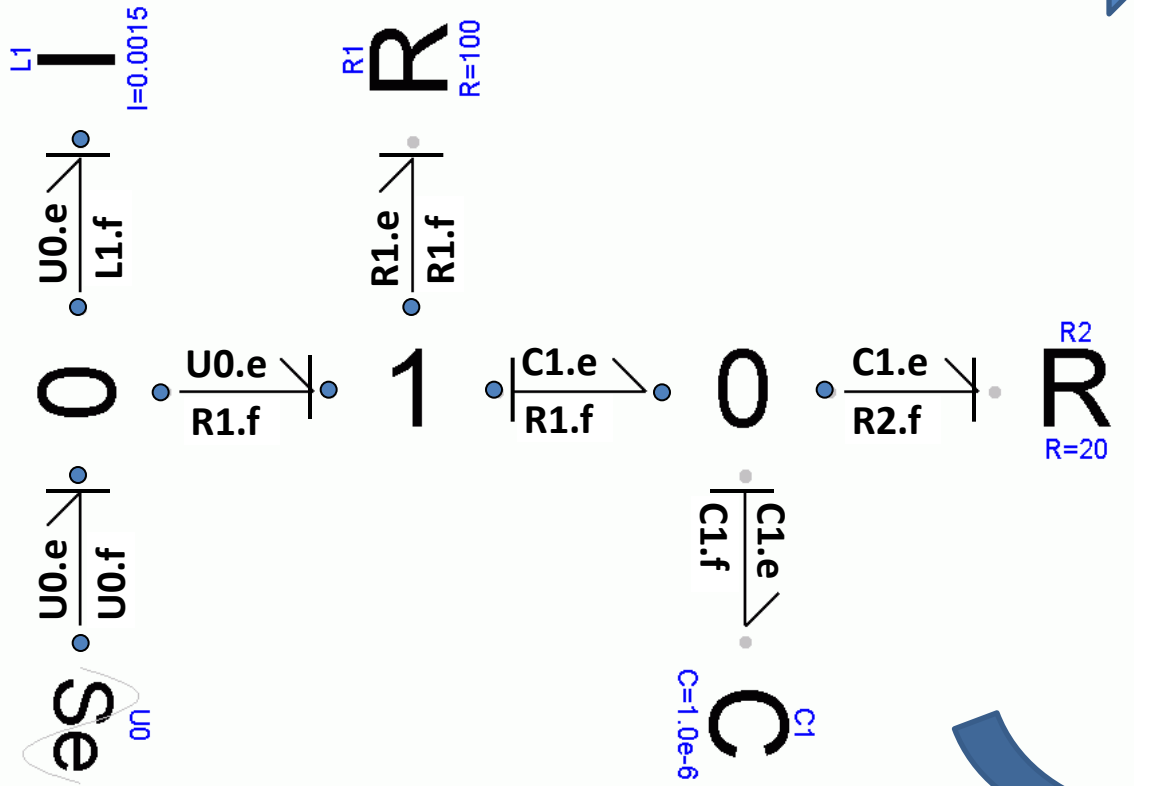 L1
I
I=0.0015
R1
R
R=100
U0.e
L1.f
R1.e
R1.f
0
U0.e
R1.f
1
C1.e
R1.f
0
C1.e
R2.f
R2
R
R=20
U0.e
U0.f
C1.f
C1.e
Se
U0
C=1.0e-6
C
C1